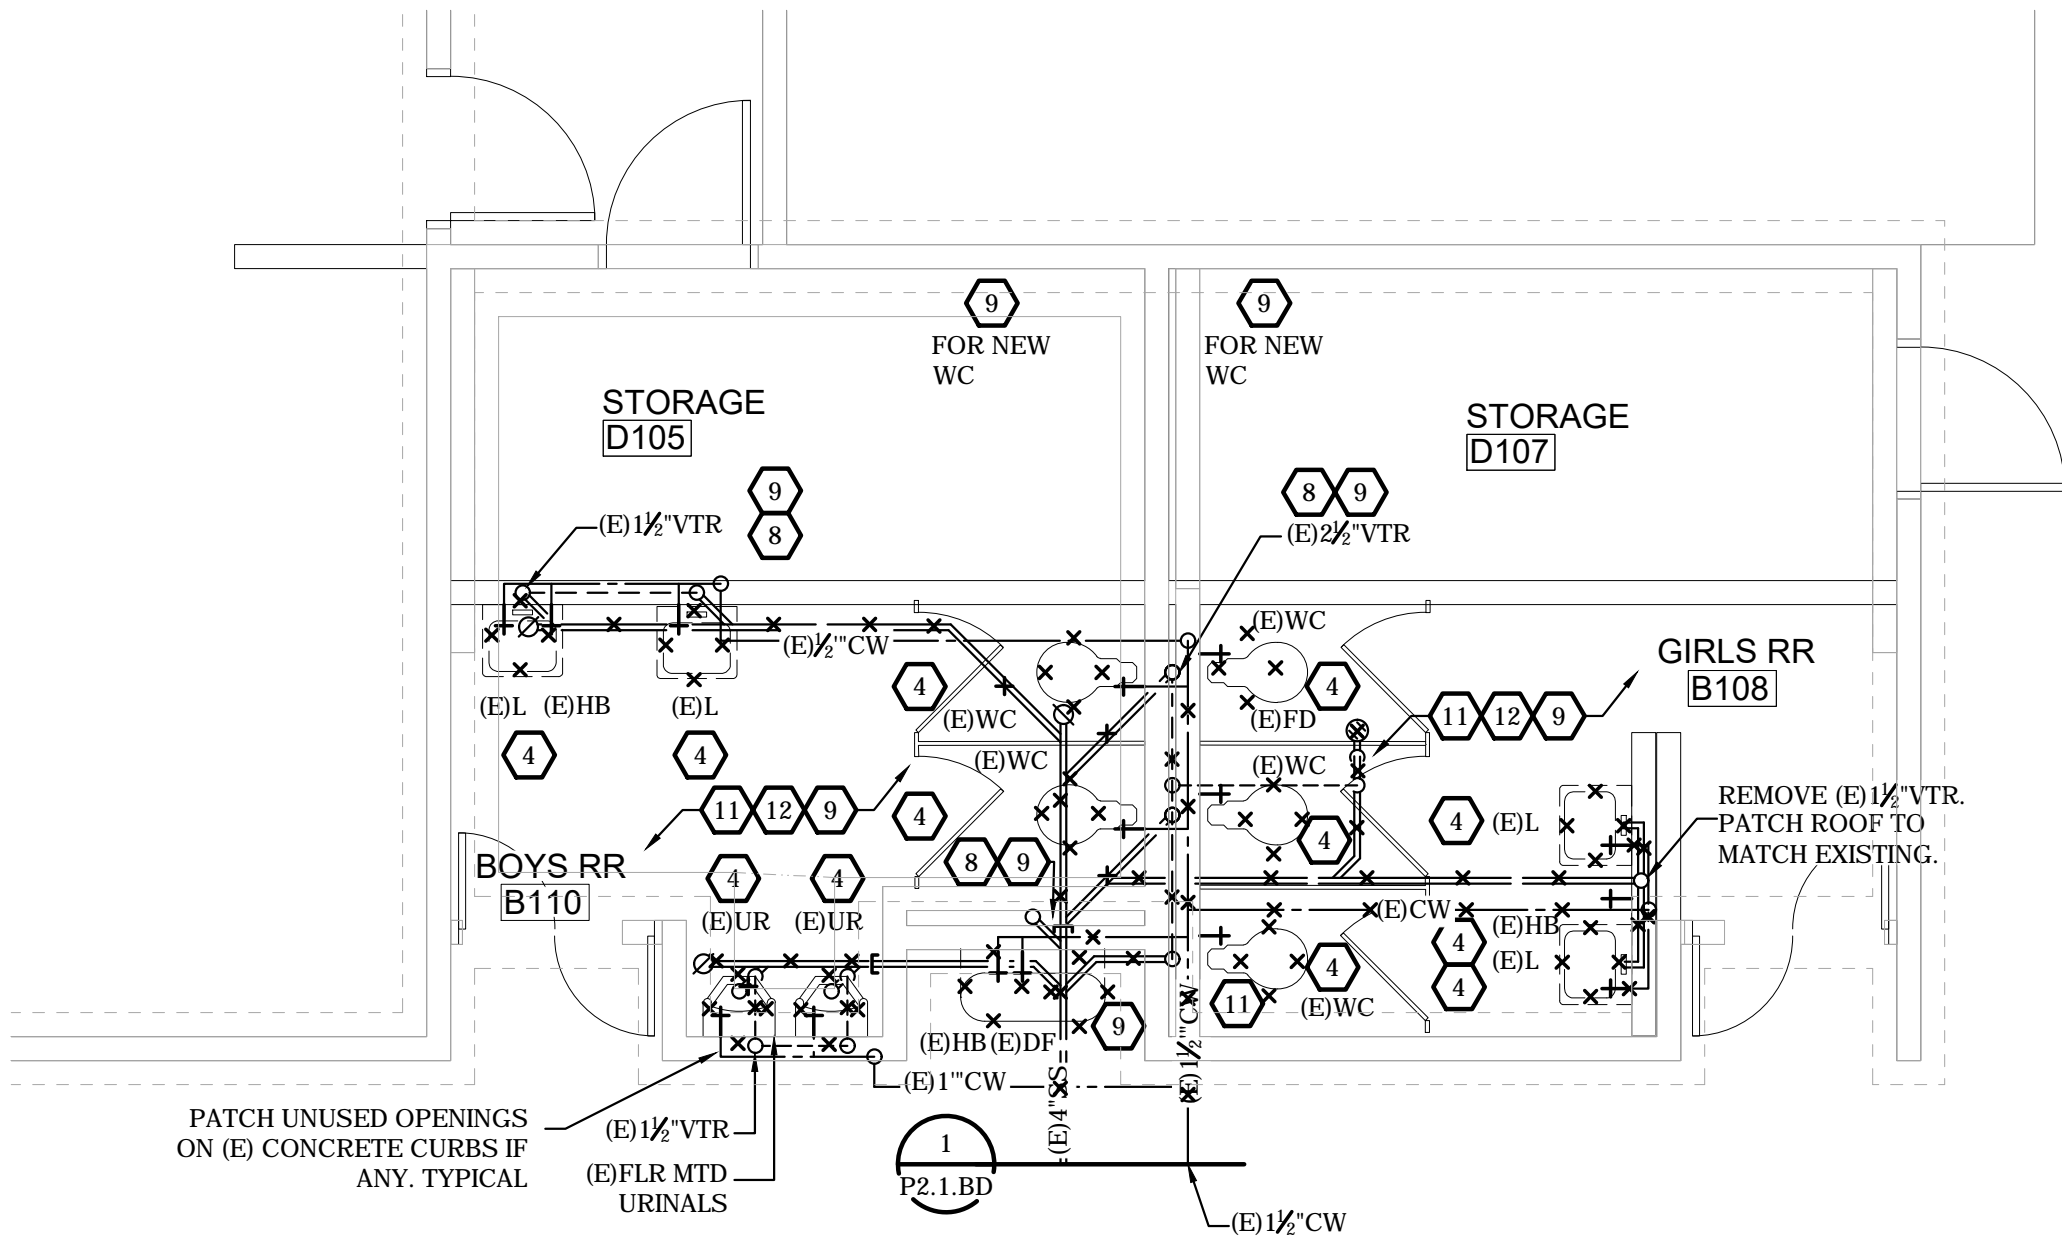 9
FOR NEW
WC
9
FOR NEW
WC
STORAGE
D105
STORAGE
D107
9
8
(E)1½"VTR
8 9
(E)2½"VTR
(E)½"'CW
(E)WC
GIRLS RR
B108
(E)L (E)HB
(E)L
4
(E)WC
4
(E)FD
11 12 9
4
4
(E)WC
(E)WC
11 12 9
4
4
4
(E)L
REMOVE (E)1½"VTR.
PATCH ROOF TO
MATCH EXISTING.
BOYS RR
B110
4
4
8 9
(E)UR
(E)UR
(E)CW
(E)HB
4
(E)L
4
4
(E)WC
11
9
(E)HB
(E)DF
(E)1"'CW
(E)4"SS
(E)1½"'CW
PATCH UNUSED OPENINGS
ON (E) CONCRETE CURBS IF
ANY. TYPICAL
(E)1½"VTR
(E)FLR MTD
URINALS
1
P2.1.BD
(E)1½"CW